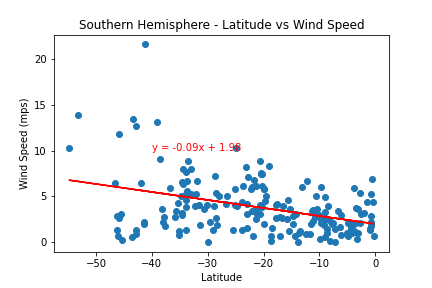 Southern Hemisphere - Latitude vs Wind Speed
Wind Speed (mps)
20
15
10
5
0
y = -0.09x + 1.98
−50
−40
−30
−20
−10
0
Latitude